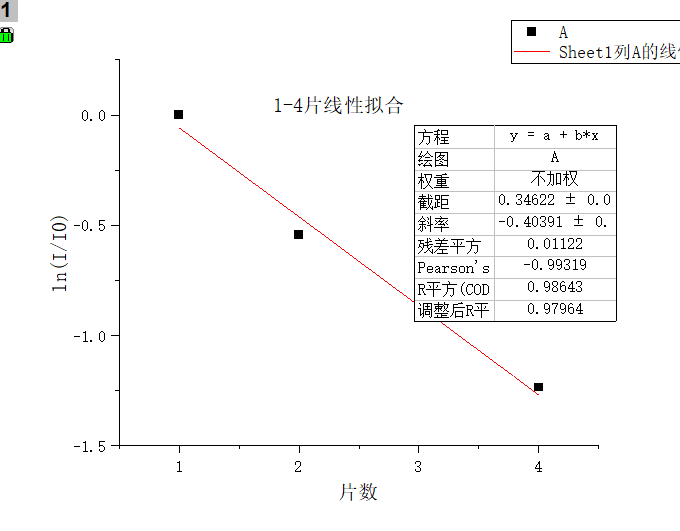 1
A
Sheet1列A的线
1-4片线性拟合
方程 y = a + b*x
绘图 A
权重 不加权
截距 0.34622 ± 0.0
斜率 -0.40391 ± 0.
残差平方 0.01122
Pearson's -0.99319
R平方(COD 0.98643
调整后R平 0.97964
ln(I/I0)
0.0
-0.5
-1.0
-1.5
1 2 3 4
片数